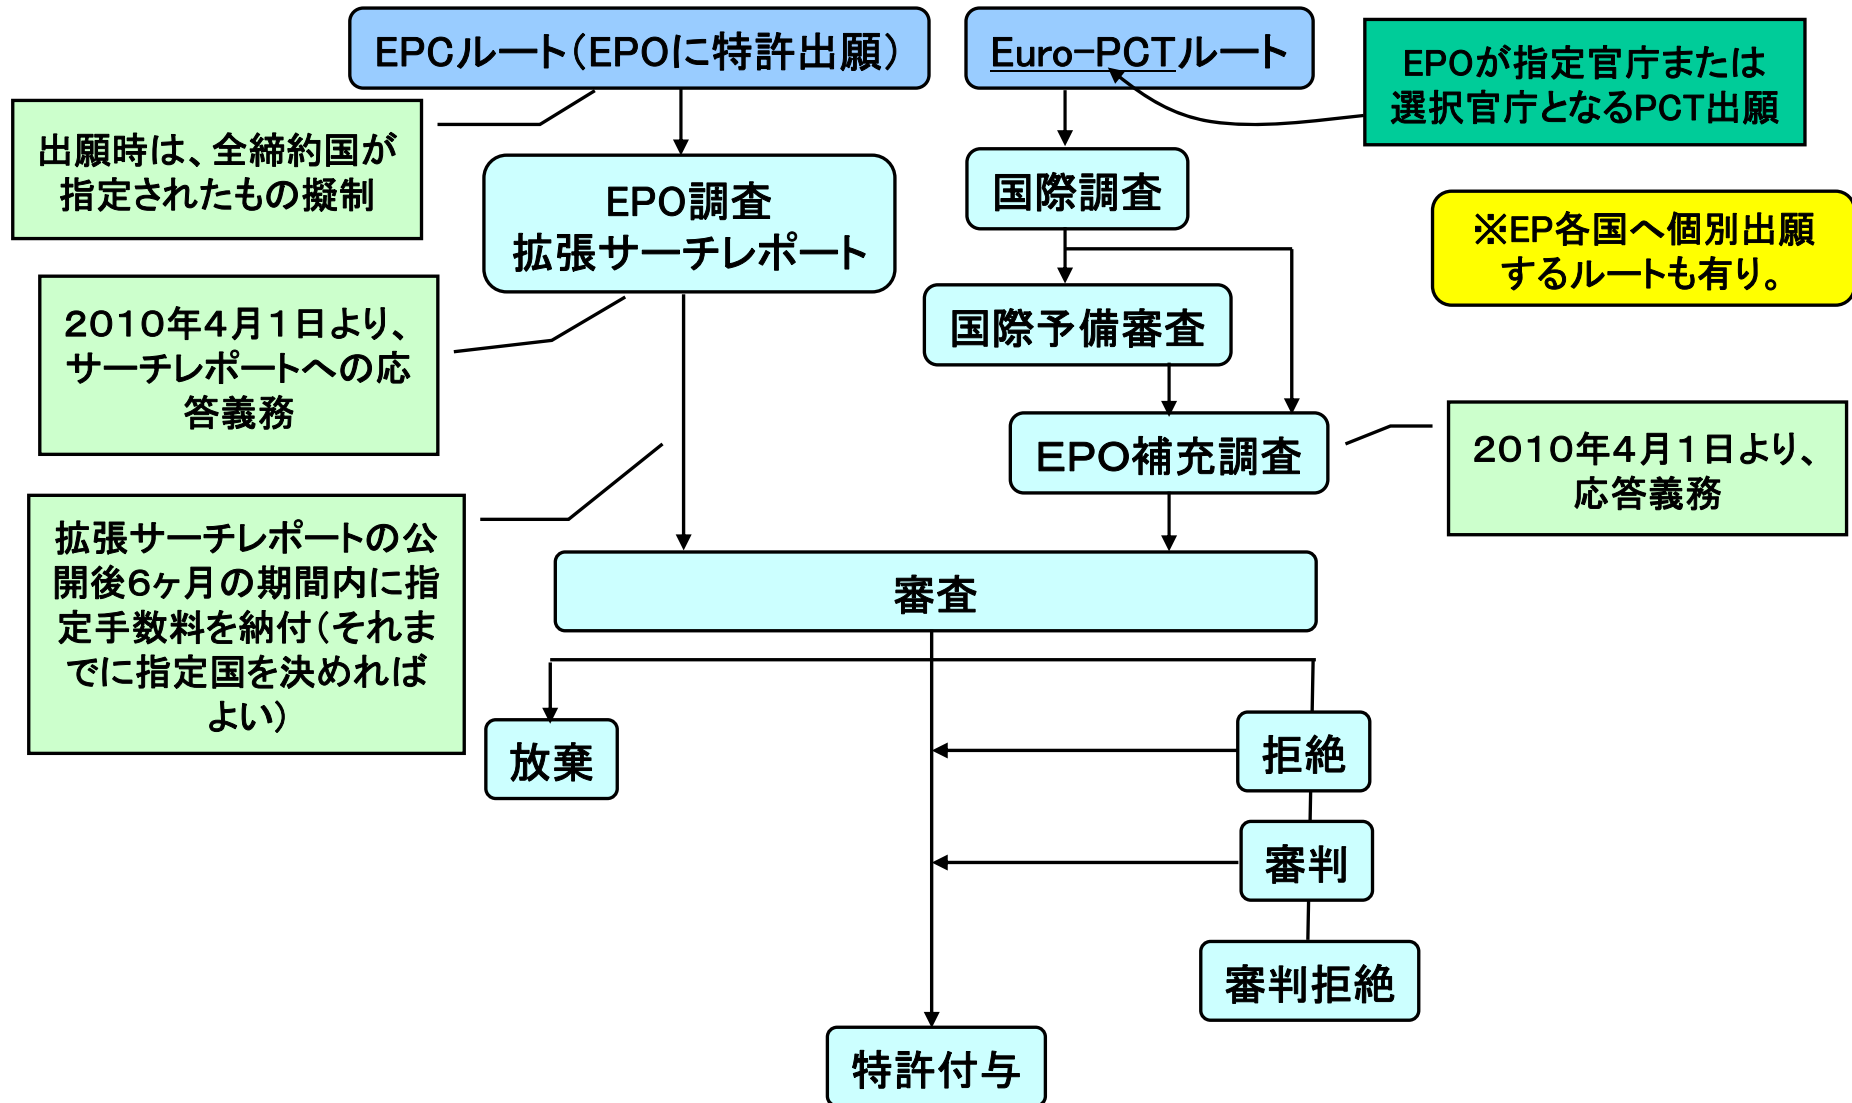 EPCルート（EPOに特許出願）
Euro-PCTルート
EPOが指定官庁または
選択官庁となるPCT出願
出願時は、全締約国が
指定されたもの擬制
EPO調査
拡張サーチレポート
国際調査
※EP各国へ個別出願
するルートも有り。
２０１０年４月１日より、
サーチレポートへの応
答義務
国際予備審査
EPO補充調査
２０１０年４月１日より、
応答義務
拡張サーチレポートの公
開後６ヶ月の期間内に指
定手数料を納付（それま
でに指定国を決めれば
よい）
審査
放棄
拒絶
審判
審判拒絶
特許付与